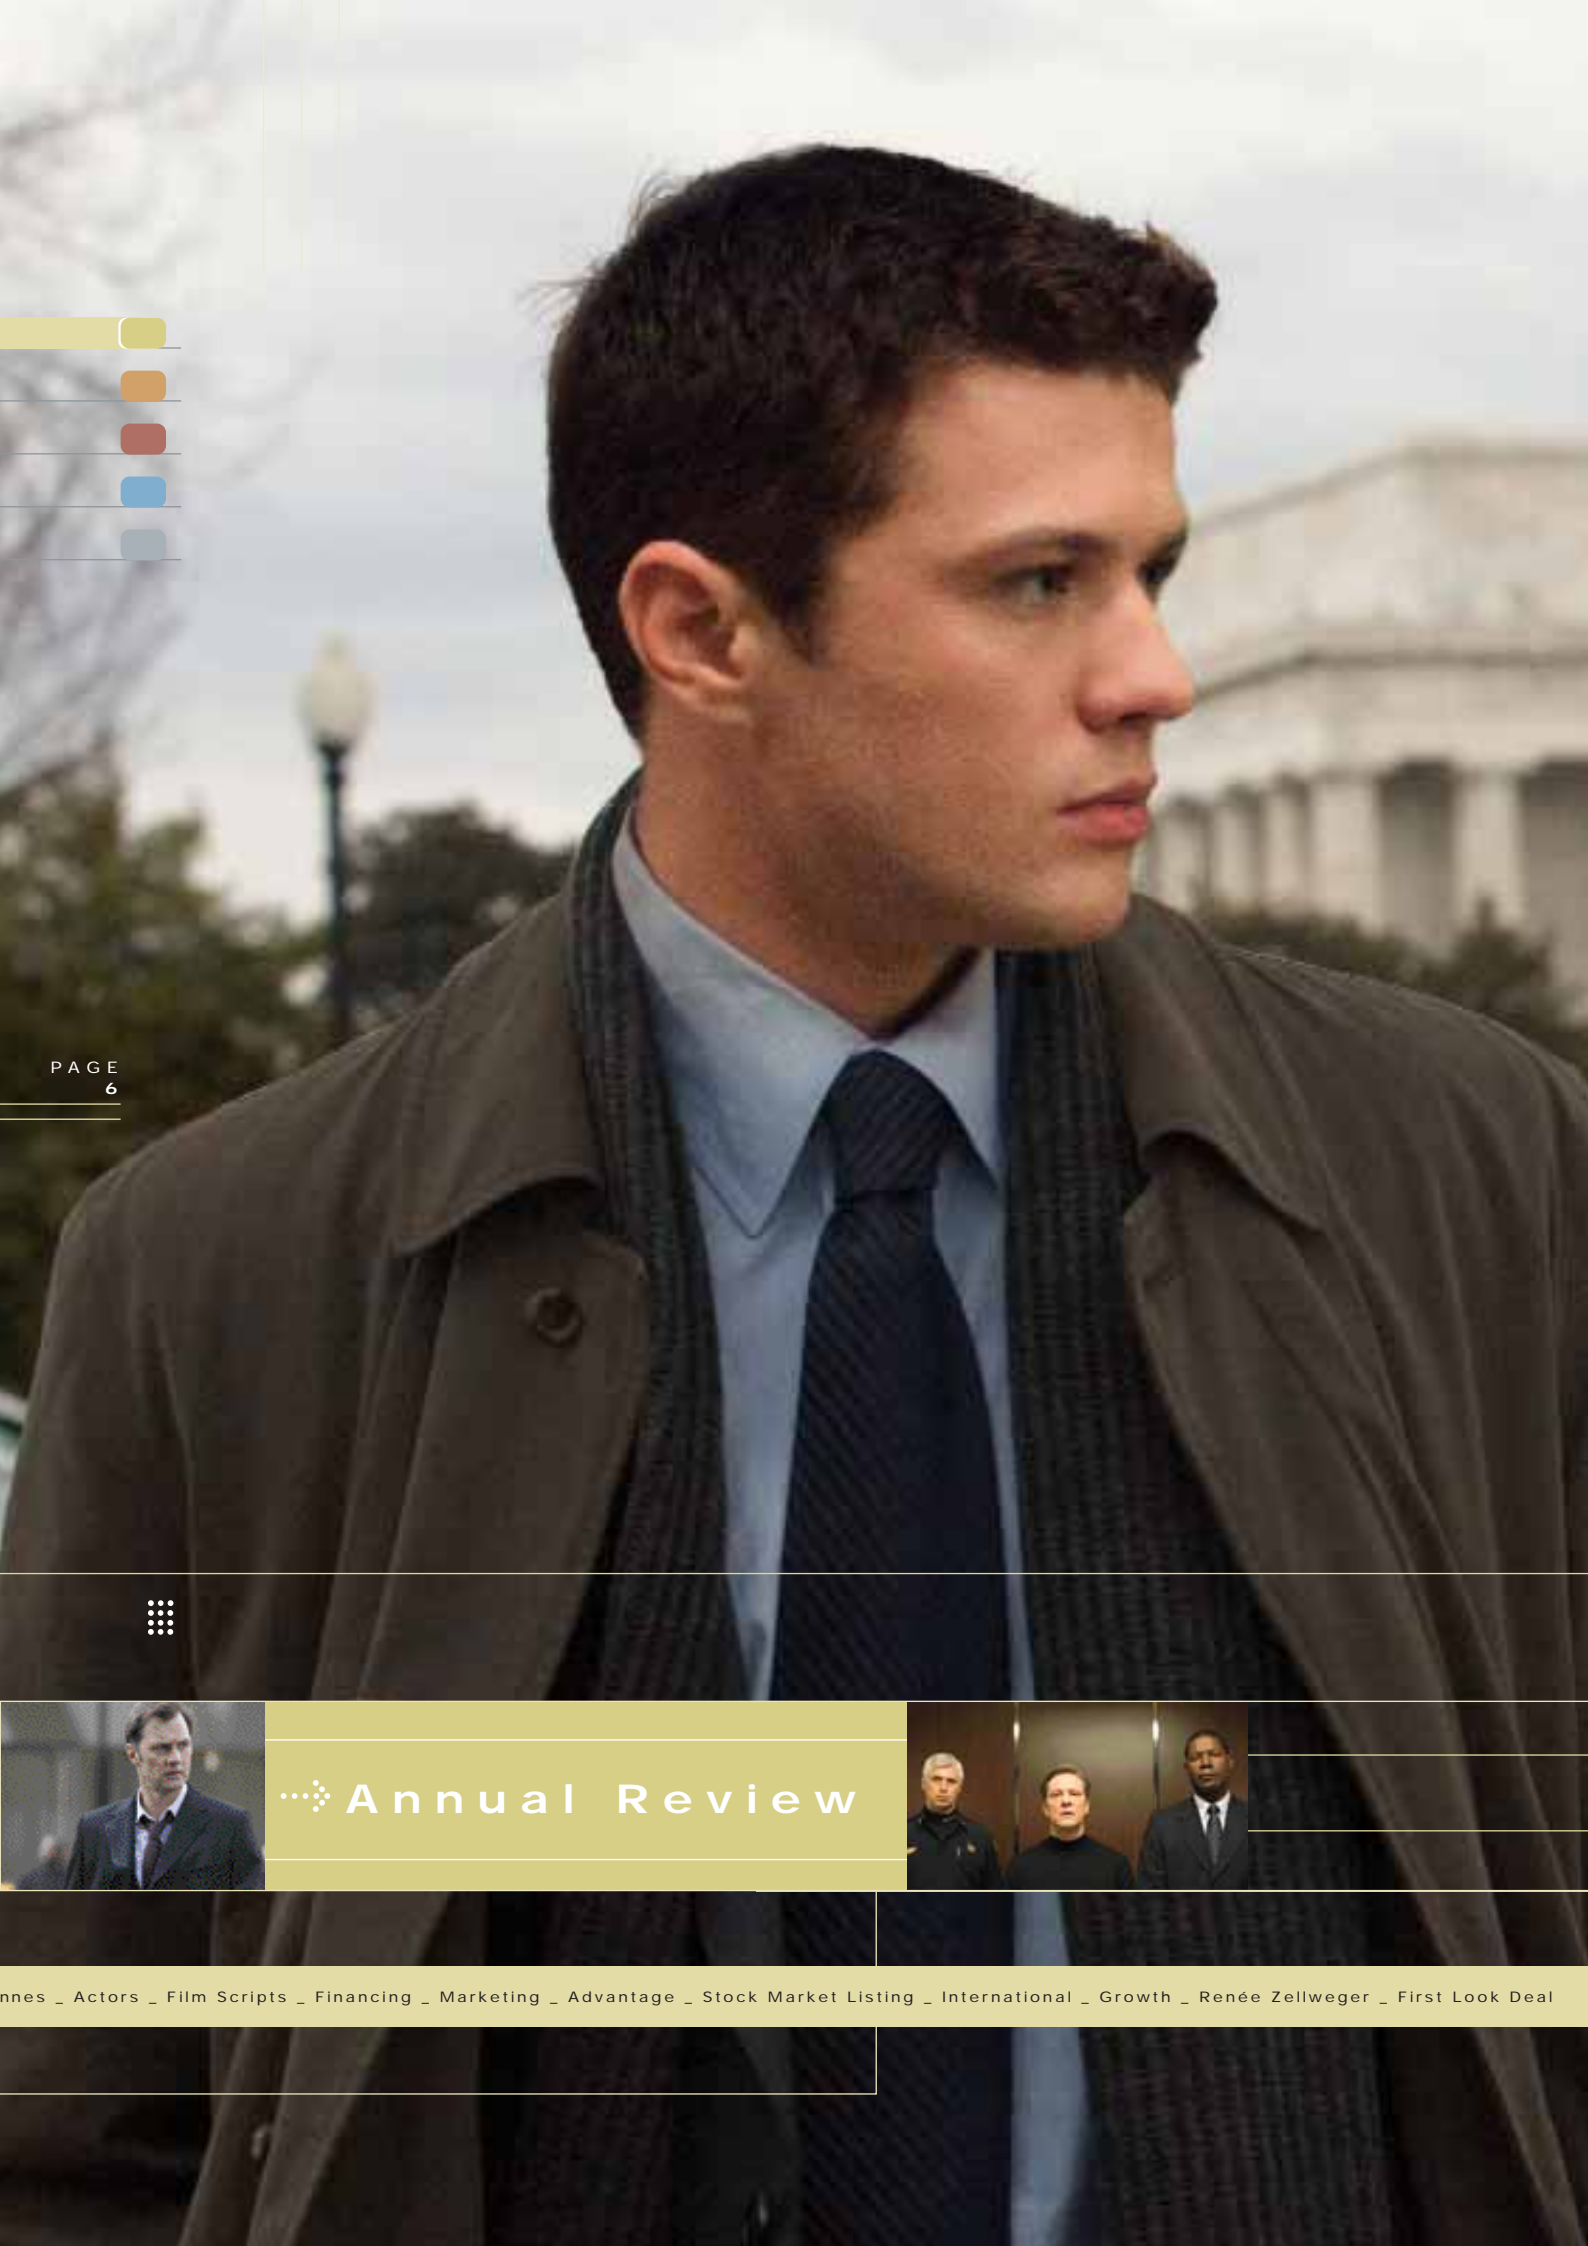 PAGE
6
Annual Review
nnes _ Actors _ Film Scripts _ Financing _ Marketing _ Advantage _ Stock Market Listing _ International _ Growth _ Renée Zellweger _ First Look Deal